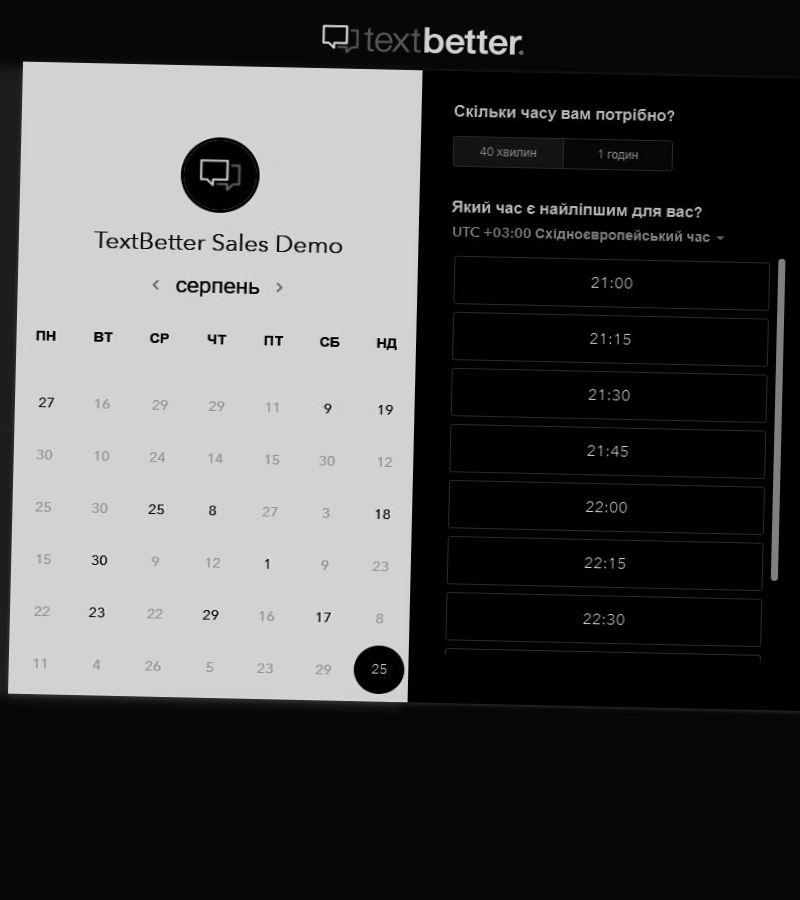 textbetter.
TextBetter Sales Demo
серпень
ПН ВТ СР ЧТ ПТ СБ НД
27 16 29 29 11 9 19
30 10 24 14 15 30 12
25 30 25 8 27 3 18
15 30 9 12 1 9 23
22 23 22 29 16 17 8
11 4 26 5 23 29 25
Скільки часу вам потрібно?
40 хвилин 1 годин
Який час є найліпшим для вас?
UTC +03:00 Східноєвропейський час
21:00
21:15
21:30
21:45
22:00
22:15
22:30